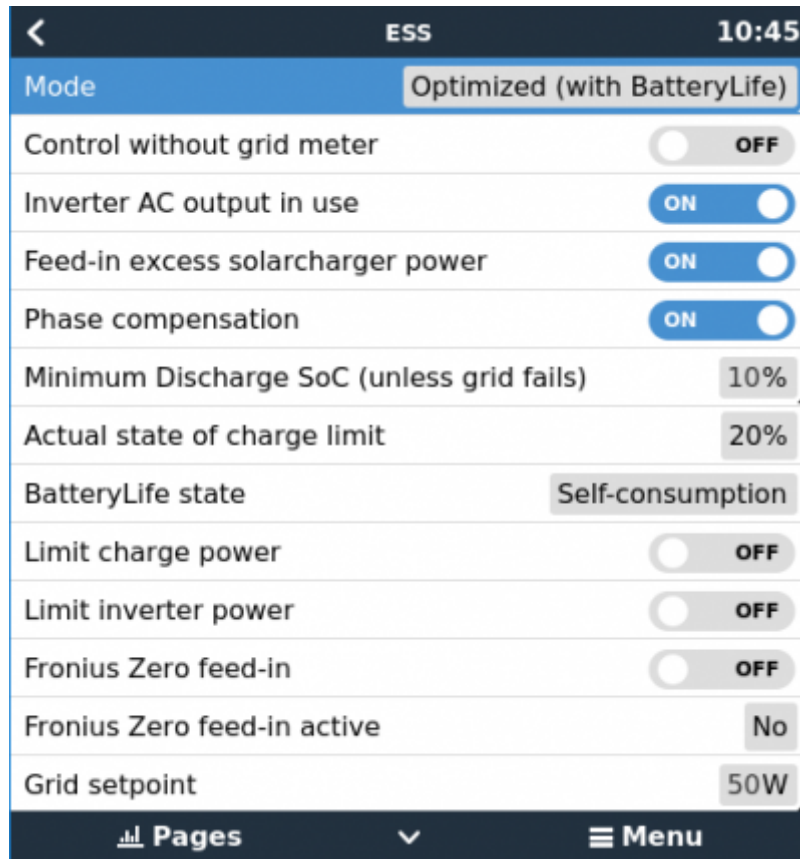 ESS 10:45
Mode Optimized (with BatteryLife)
Control without grid meter OFF
Inverter AC output in use ON
Feed-in excess solarcharger power ON
Phase compensation ON
Minimum Discharge SoC (unless grid fails) 10%
Actual state of charge limit 20%
BatteryLife state Self-consumption
Limit charge power OFF
Limit inverter power OFF
Fronius Zero feed-in OFF
Fronius Zero feed-in active No
Grid setpoint 50W
Pages Menu